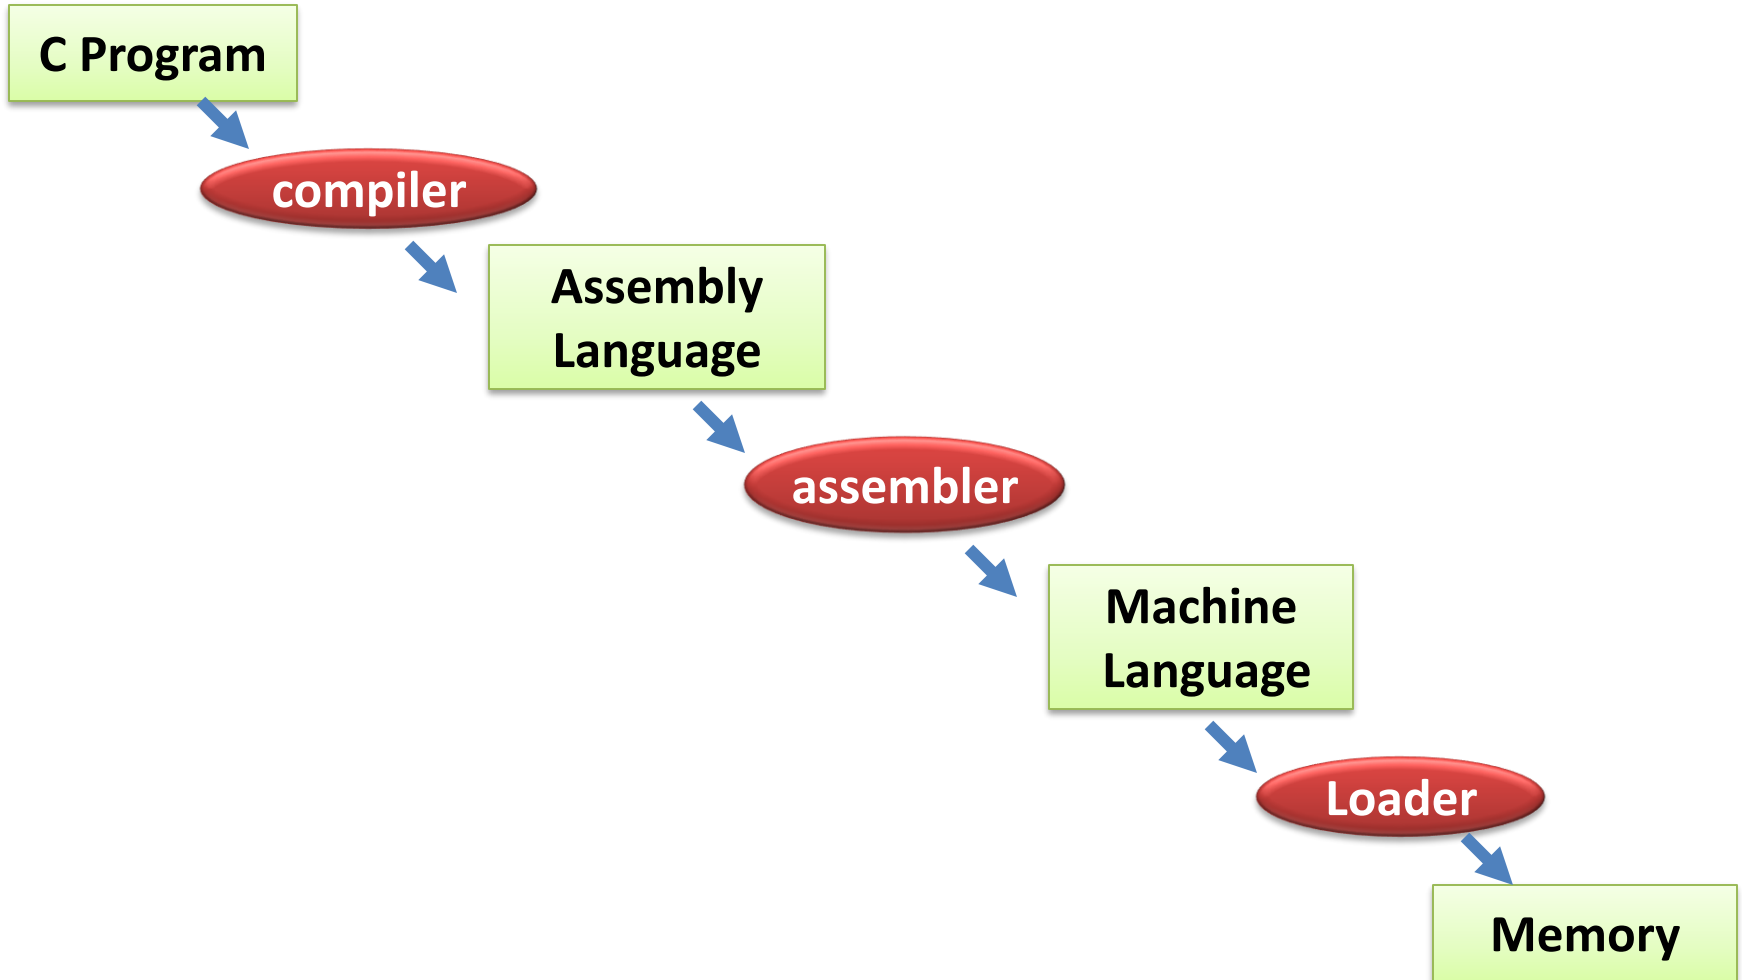 C Program
compiler
Assembly
Language
assembler
Machine
Language
Loader
Memory